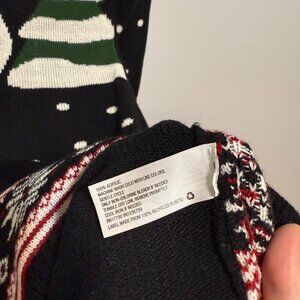 100% ACRYLIC
MACHINE WASH COLD WITH LIKE COLORS
GENTLE CYCLE
ONLY NON-CHLORINE BLEACH IF NEEDED
TUMBLE DRY LOW. REMOVE PROMPTLY
COOL IRON IF NEEDED
LABEL MADE FROM 100% RECYCLED PLASTIC